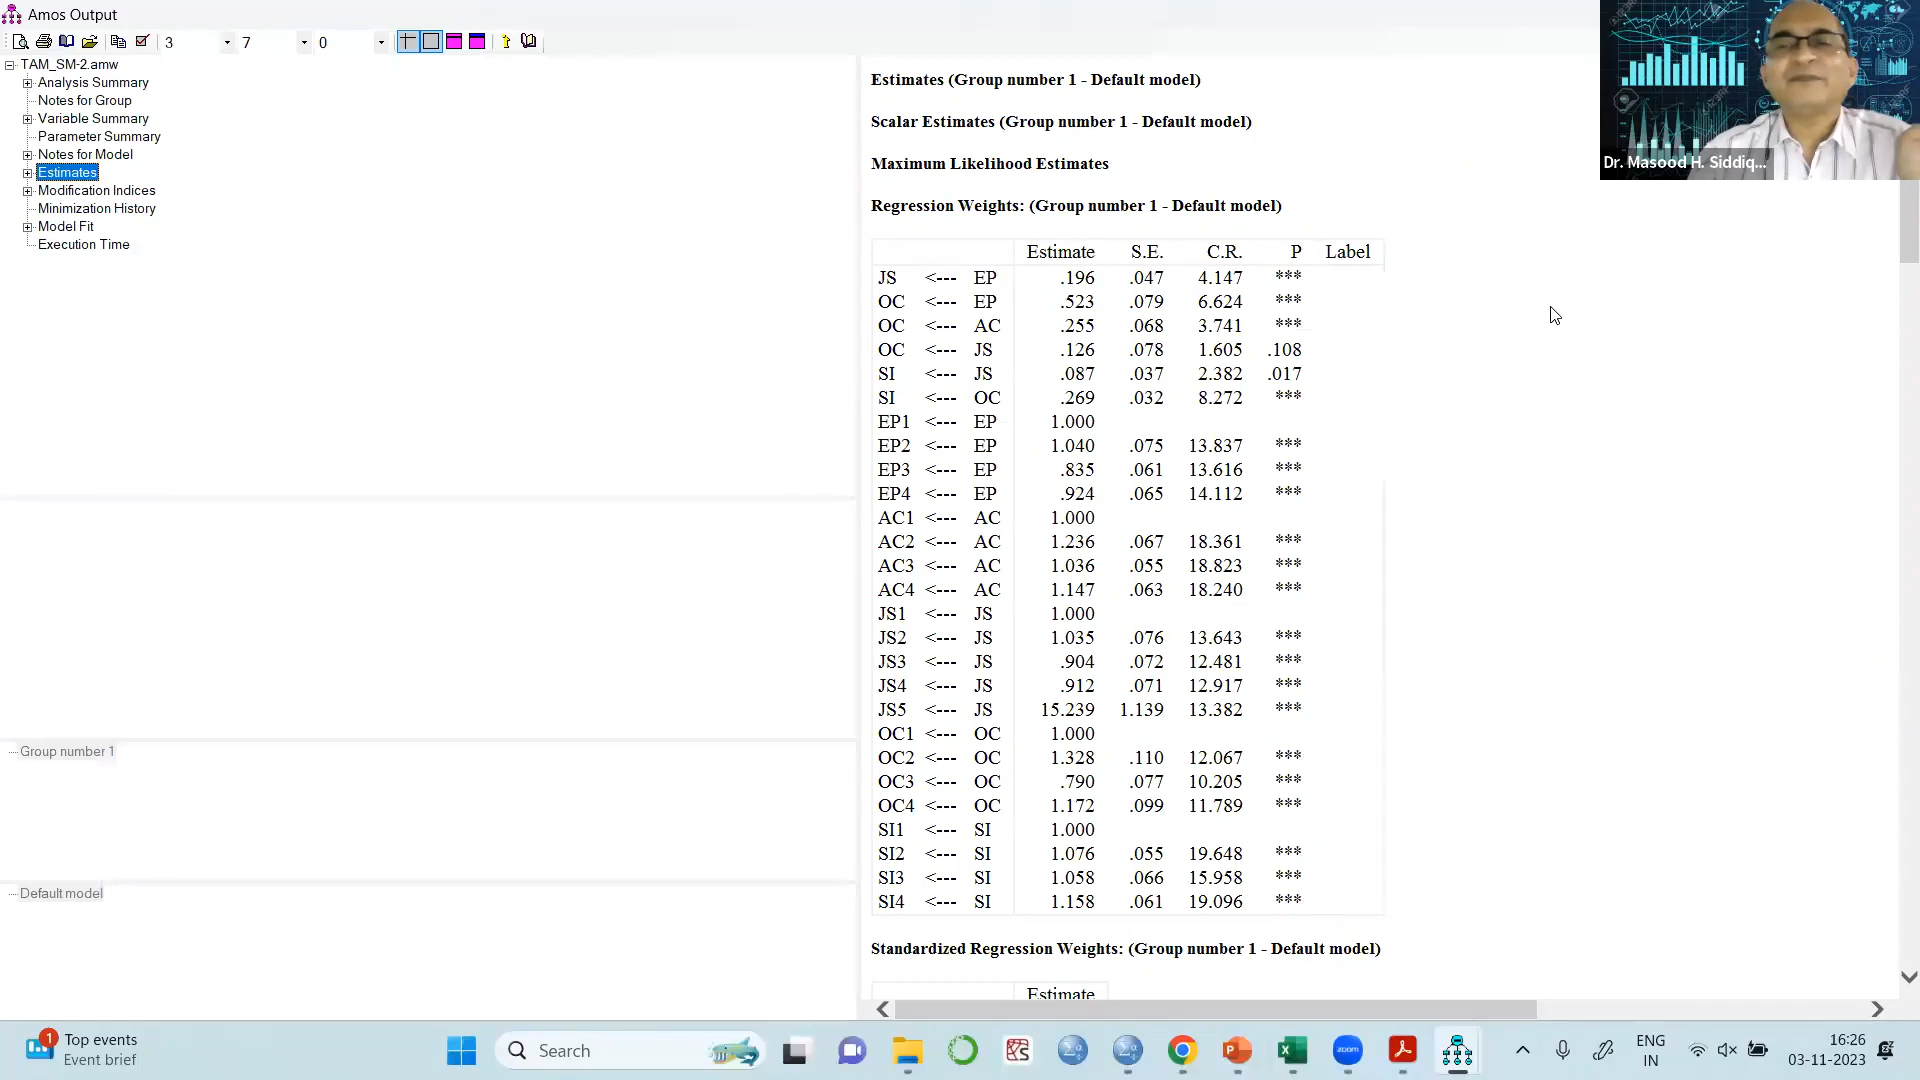 Amos Output
3 7 0
TAM_SM-2.amw
Analysis Summary
Notes for Group
Variable Summary
Parameter Summary
Notes for Model
Estimates
Modification Indices
Minimization History
Model Fit
Execution Time
Group number 1
Default model
Estimates (Group number 1 - Default model)
Scalar Estimates (Group number 1 - Default model)
Maximum Likelihood Estimates
Regression Weights: (Group number 1 - Default model)
Estimate S.E. C.R. P Label
JS <--- EP .196 .047 4.147 ***
OC <--- EP .523 .079 6.624 ***
OC <--- AC .255 .068 3.741 ***
OC <--- JS .126 .078 1.605 .108
SI <--- JS .087 .037 2.382 .017
SI <--- OC .269 .032 8.272 ***
EP1 <--- EP 1.000
EP2 <--- EP 1.040 .075 13.837 ***
EP3 <--- EP .835 .061 13.616 ***
EP4 <--- EP .924 .065 14.112 ***
AC1 <--- AC 1.000
AC2 <--- AC 1.236 .067 18.361 ***
AC3 <--- AC 1.036 .055 18.823 ***
AC4 <--- AC 1.147 .063 18.240 ***
JS1 <--- JS 1.000
JS2 <--- JS 1.035 .076 13.643 ***
JS3 <--- JS .904 .072 12.481 ***
JS4 <--- JS .912 .071 12.917 ***
JS5 <--- JS 15.239 1.139 13.382 ***
OC1 <--- OC 1.000
OC2 <--- OC 1.328 .110 12.067 ***
OC3 <--- OC .790 .077 10.205 ***
OC4 <--- OC 1.172 .099 11.789 ***
SI1 <--- SI 1.000
SI2 <--- SI 1.076 .055 19.648 ***
SI3 <--- SI 1.058 .066 15.958 ***
SI4 <--- SI 1.158 .061 19.096 ***
Standardized Regression Weights: (Group number 1 - Default model)
Estimate
Dr. Masood H. Siddiq...
1
Top events
Event brief
Search
zoom
ENG
IN
16:26
03-11-2023